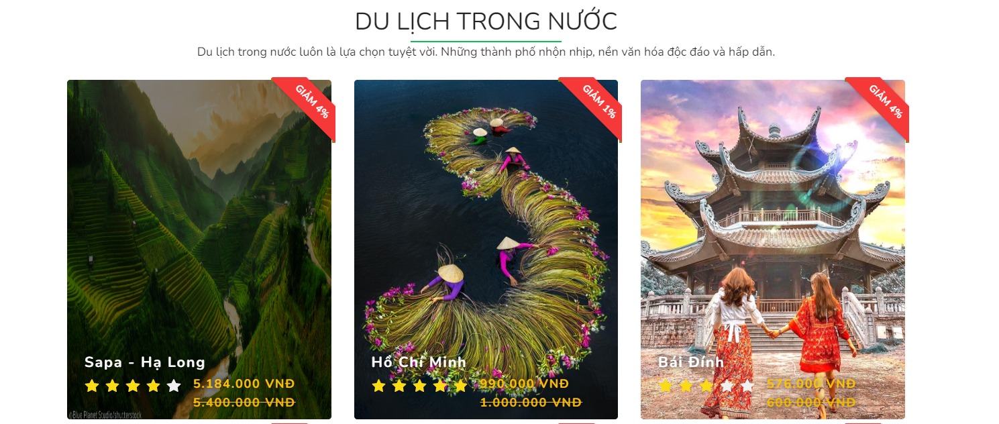 DU LỊCH TRONG NƯỚC
Du lịch trong nước luôn là lựa chọn tuyệt vời. Những thành phố nhộn nhịp, nền văn hóa độc đáo và hấp dẫn.
GIẢM 4%
Sapa - Hạ Long
5.184.000 VNĐ
5.400.000 VNĐ
©Blue Planet Studio/shutterstock
GIẢM 1%
Hồ Chí Minh
990.000 VNĐ
1.000.000 VNĐ
GIẢM 4%
Bái Đính
576.000 VNĐ
600.000 VNĐ